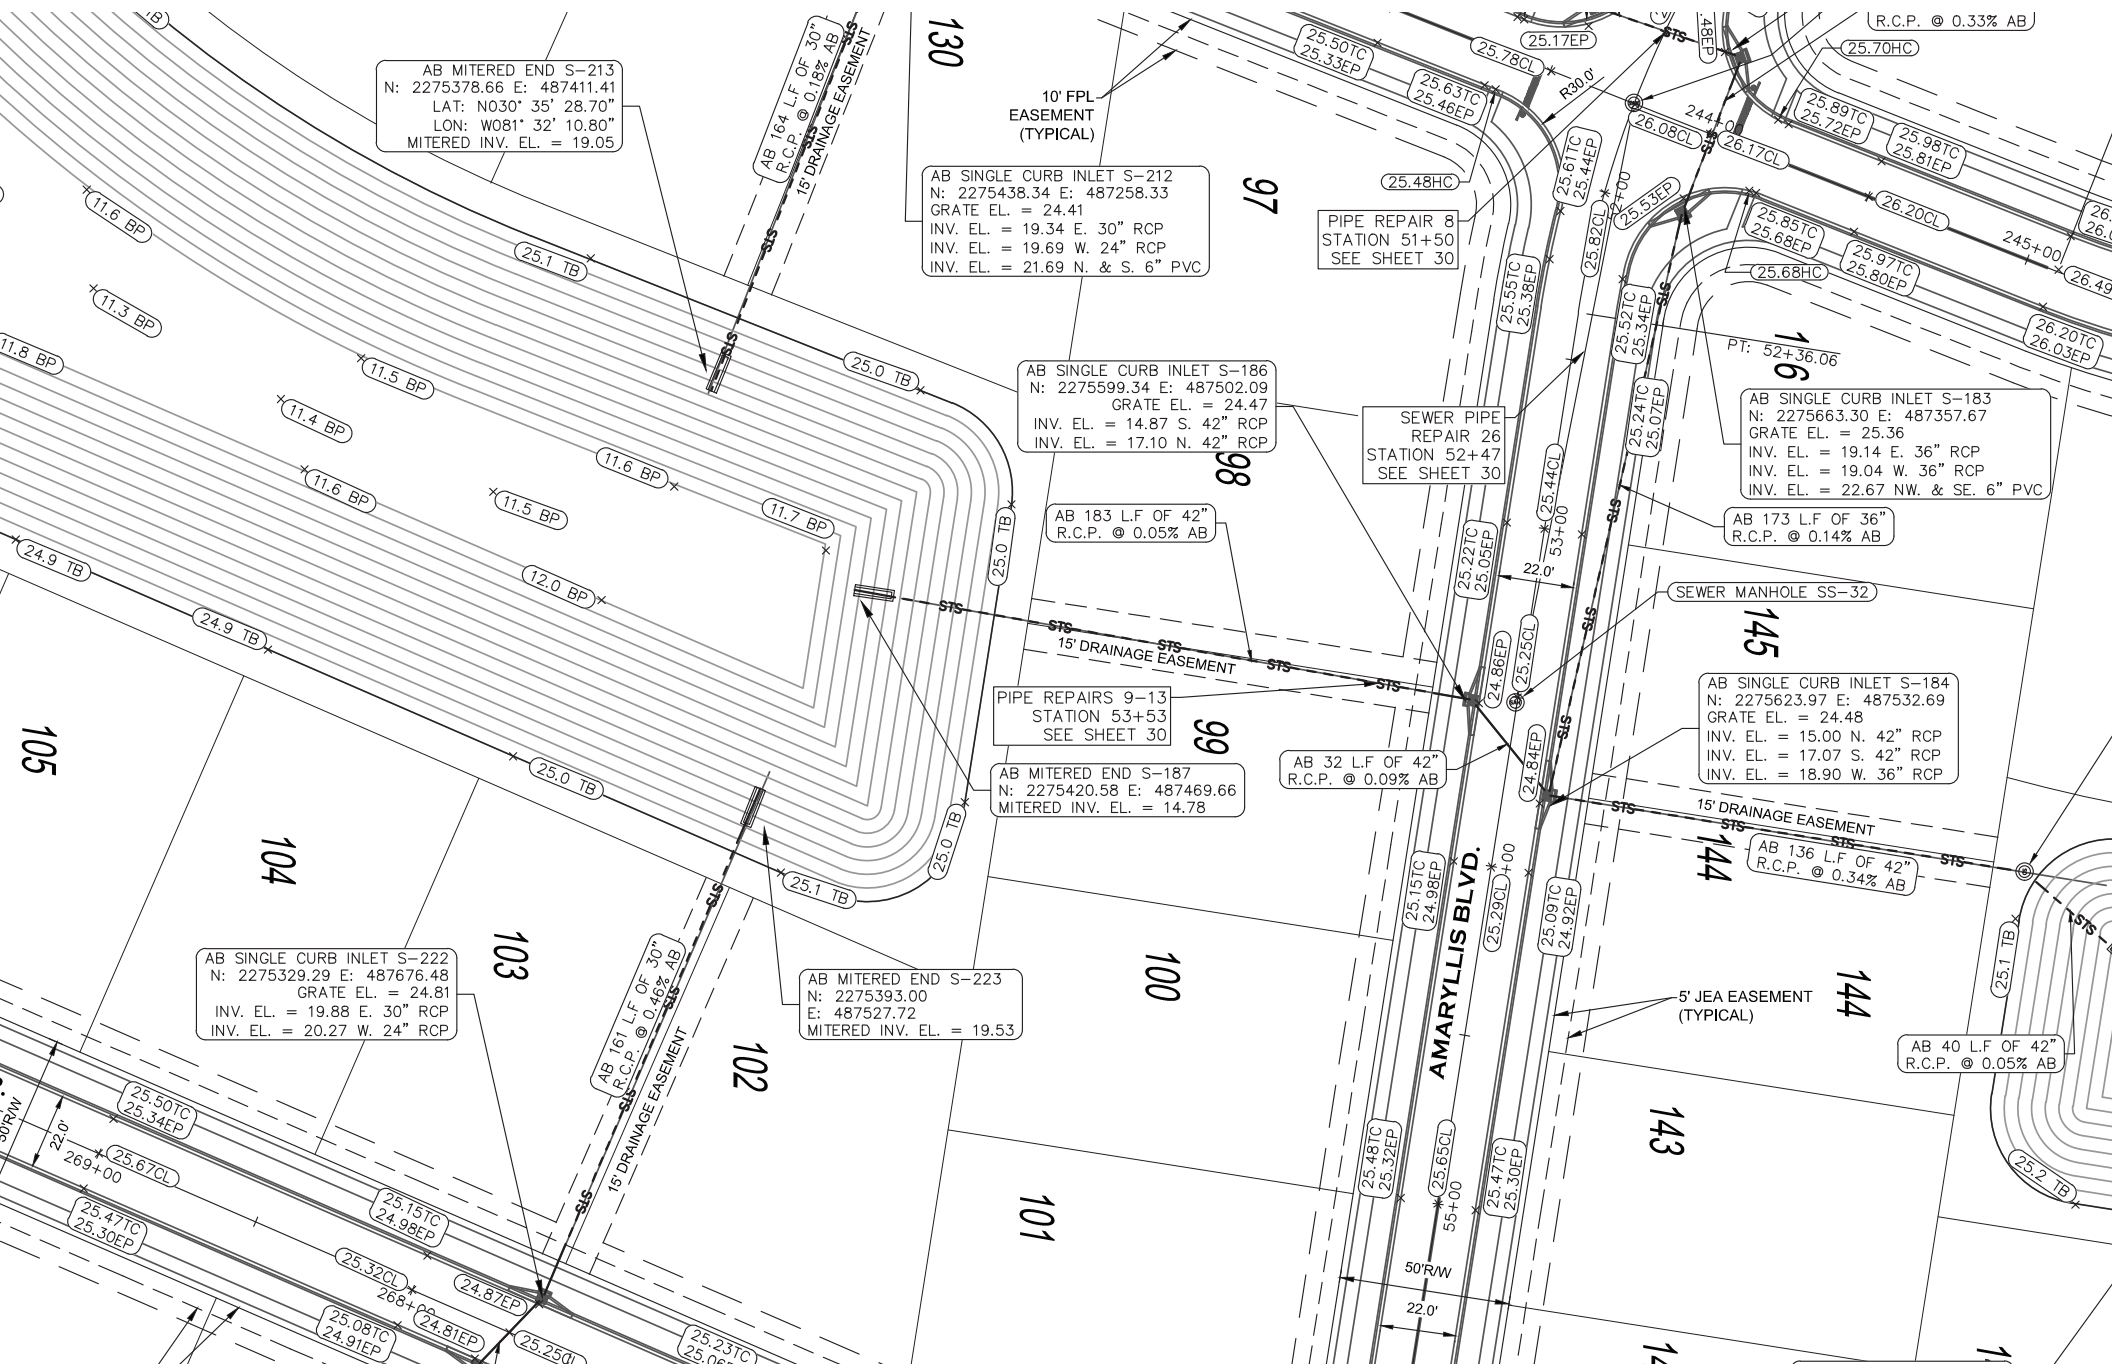 AB MITERED END S-213
N: 2275378.66 E: 487411.41
LAT: N030° 35' 28.70"
LON: W081° 32' 10.80"
MITERED INV. EL. = 19.05
AB 164 L.F OF 30"
R.C.P. @ 0.18% AB
15' DRAINAGE EASEMENT
130
10' FPL
EASEMENT
(TYPICAL)
AB SINGLE CURB INLET S-212
N: 2275438.34 E: 487258.33
GRATE EL. = 24.41
INV. EL. = 19.34 E. 30" RCP
INV. EL. = 19.69 W. 24" RCP
INV. EL. = 21.69 N. & S. 6" PVC
25.50TC
25.33EP
25.63TC
25.46EP
25.78CL
25.17EP
R30.0'
R.C.P. @ 0.33% AB
25.70HC
25.48HC
97
PIPE REPAIR 8
STATION 51+50
SEE SHEET 30
25.61TC
25.44EP
25.82CL
25.53EP
26.08CL
244+00
26.17CL
25.89TC
25.72EP
25.98TC
25.81EP
26.20CL
245+00
25.85TC
25.68EP
25.97TC
25.80EP
25.68HC
26.20TC
26.03EP
26.49
25.55TC
25.38EP
25.52TC
25.34EP
PT: 52+36.06
25.24TC
25.07EP
11.6 BP
11.3 BP
11.8 BP
11.5 BP
11.4 BP
11.6 BP
11.6 BP
11.5 BP
11.7 BP
12.0 BP
25.1 TB
25.0 TB
25.0 TB
24.9 TB
24.9 TB
25.0 TB
25.1 TB
25.0 TB
AB SINGLE CURB INLET S-186
N: 2275599.34 E: 487502.09
GRATE EL. = 24.47
INV. EL. = 14.87 S. 42" RCP
INV. EL. = 17.10 N. 42" RCP
98
SEWER PIPE
REPAIR 26
STATION 52+47
SEE SHEET 30
AB SINGLE CURB INLET S-183
N: 2275663.30 E: 487357.67
GRATE EL. = 25.36
INV. EL. = 19.14 E. 36" RCP
INV. EL. = 19.04 W. 36" RCP
INV. EL. = 22.67 NW. & SE. 6" PVC
AB 183 L.F OF 42"
R.C.P. @ 0.05% AB
AB 173 L.F OF 36"
R.C.P. @ 0.14% AB
25.44CL
53+00
25.22TC
25.05EP
22.0'
SEWER MANHOLE SS-32
145
15' DRAINAGE EASEMENT
24.86EP
25.25CL
PIPE REPAIRS 9-13
STATION 53+53
SEE SHEET 30
99
AB SINGLE CURB INLET S-184
N: 2275623.97 E: 487532.69
GRATE EL. = 24.48
INV. EL. = 15.00 N. 42" RCP
INV. EL. = 17.07 S. 42" RCP
INV. EL. = 18.90 W. 36" RCP
AB MITERED END S-187
N: 2275420.58 E: 487469.66
MITERED INV. EL. = 14.78
AB 32 L.F OF 42"
R.C.P. @ 0.09% AB
24.84EP
15' DRAINAGE EASEMENT
AB 136 L.F OF 42"
R.C.P. @ 0.34% AB
144
105
104
103
102
100
101
144
143
25.15TC
24.98EP
AMARYLLIS BLVD.
25.29CL
25.09TC
24.92EP
25.1 TB
AB SINGLE CURB INLET S-222
N: 2275329.29 E: 487676.48
GRATE EL. = 24.81
INV. EL. = 19.88 E. 30" RCP
INV. EL. = 20.27 W. 24" RCP
AB 161 L.F OF 30"
R.C.P. @ 0.46% AB
15' DRAINAGE EASEMENT
AB MITERED END S-223
N: 2275393.00
E: 487527.72
MITERED INV. EL. = 19.53
5' JEA EASEMENT
(TYPICAL)
AB 40 L.F OF 42"
R.C.P. @ 0.05% AB
25.2 TB
50'R/W
22.0'
25.50TC
25.34EP
269+00
25.67CL
25.47TC
25.30EP
25.15TC
24.98EP
25.32CL
268+00
24.87EP
24.81EP
25.08TC
24.91EP
25.23TC
25.48TC
25.32EP
25.65CL
55+00
25.47TC
25.30EP
50'R/W
22.0'